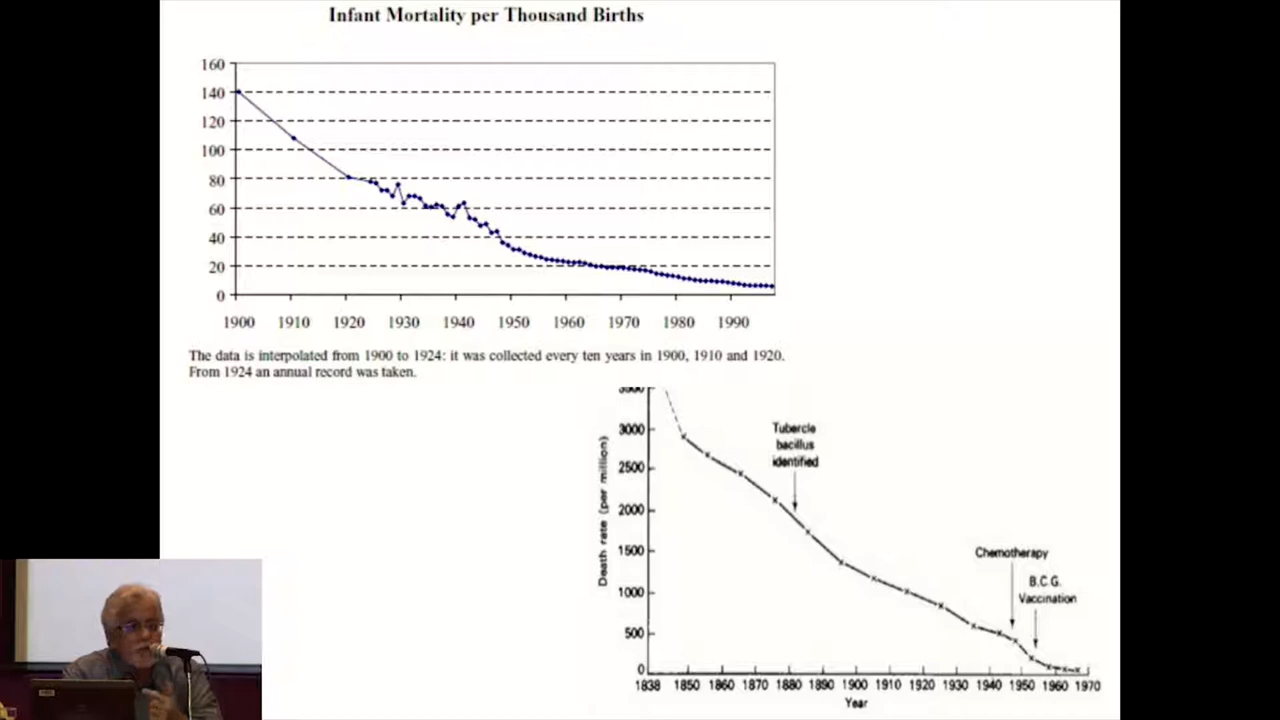 Infant Mortality per Thousand Births
160
140
120
100
80
60
40
20
0
1900 1910 1920 1930 1940 1950 1960 1970 1980 1990
The data is interpolated from 1900 to 1924: it was collected every ten years in 1900, 1910 and 1920.
From 1924 an annual record was taken.
3500
3000
2500
2000
1500
1000
500
0
Death rate (per million)
Tubercle
bacillus
identified
Chemotherapy
B.C.G.
Vaccination
1838 1850 1860 1870 1880 1890 1900 1910 1920 1930 1940 1950 1960 1970
Year